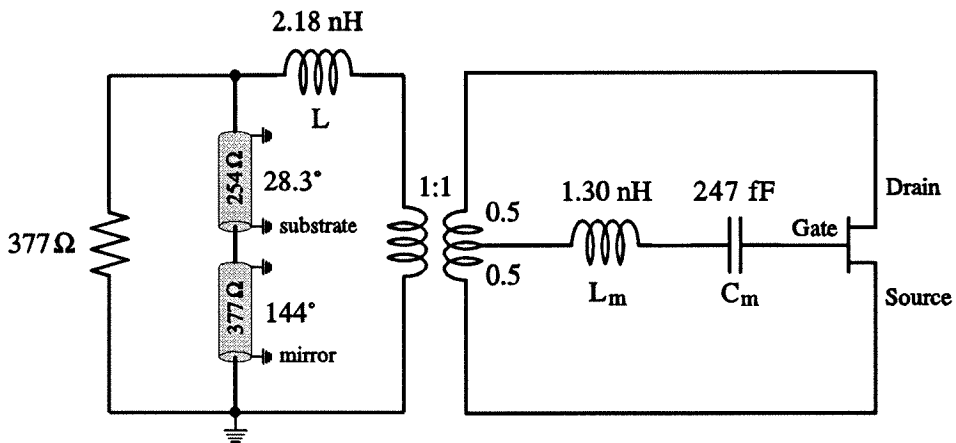 2.18 nH
L
254Ω
28.3°
substrate
377Ω
377Ω
144°
mirror
1:1
0.5
0.5
1.30 nH
Lm
247 fF
Cm
Gate
Drain
Source